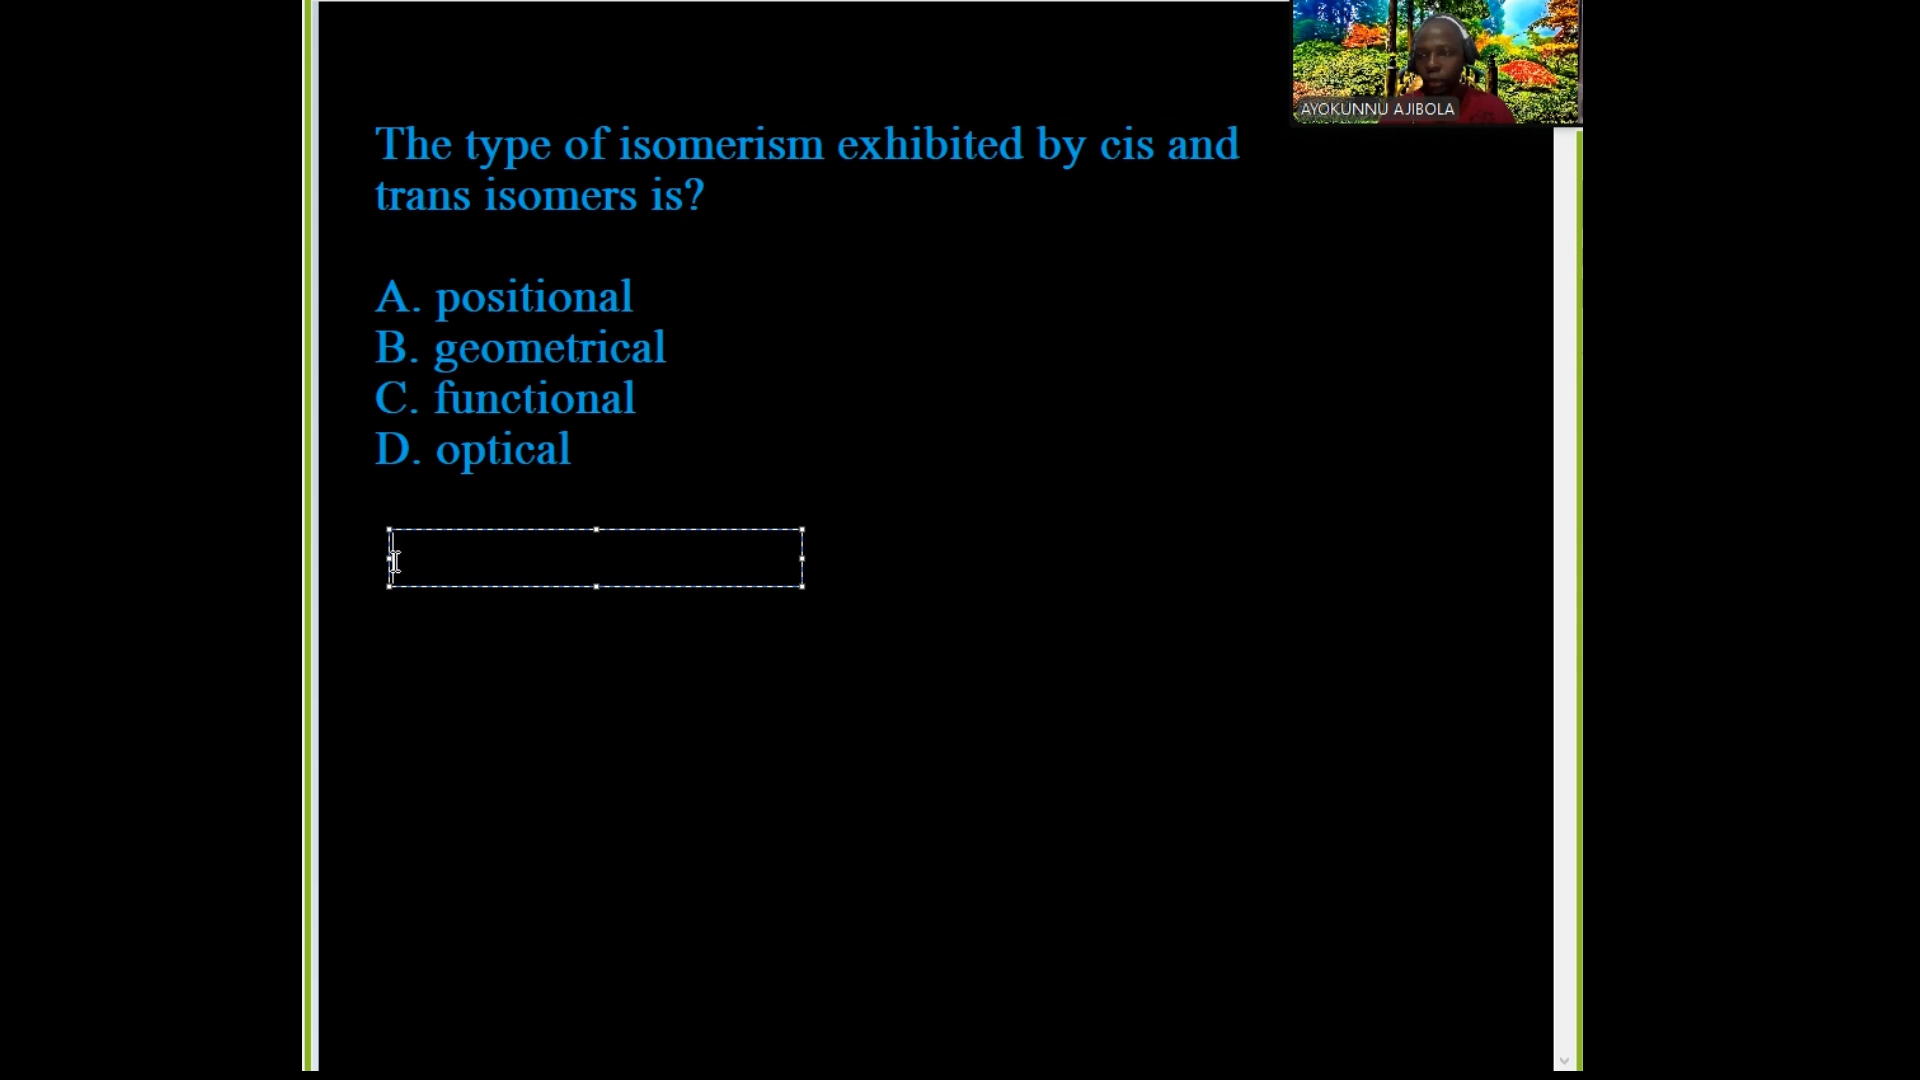 AYOKUNNU AJIBOLA
The type of isomerism exhibited by cis and
trans isomers is?
A. positional
B. geometrical
C. functional
D. optical